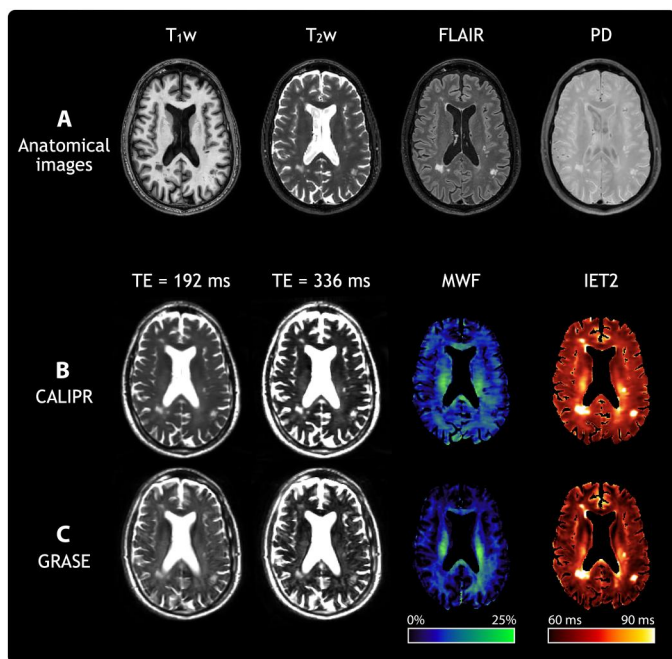 T₁w T₂w FLAIR PD
A
Anatomical
images
TE = 192 ms TE = 336 ms MWF IET2
B
CALIPR
C
GRASE
0% 25% 60 ms 90 ms